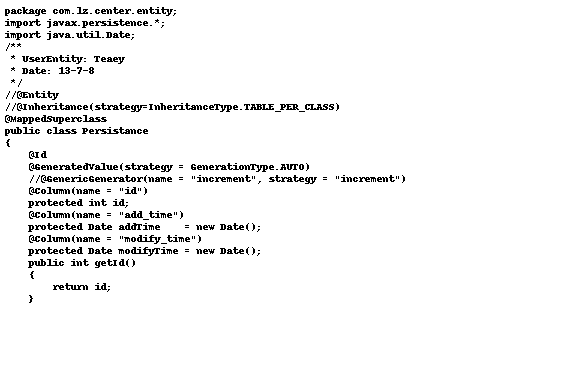 package com.lz.center.entity;
import javax.persistence.*;
import java.util.Date;
/**
 * UserEntity: Teaey
 * Date: 13-7-8
 */
//@Entity
//@Inheritance(strategy=InheritanceType.TABLE_PER_CLASS)
@MappedSuperclass
public class Persistance
{
    @Id
    @GeneratedValue(strategy = GenerationType.AUTO)
    //@GenericGenerator(name = "increment", strategy = "increment")
    @Column(name = "id")
    protected int id;
    @Column(name = "add_time")
    protected Date addTime    = new Date();
    @Column(name = "modify_time")
    protected Date modifyTime = new Date();
    public int getId()
    {
        return id;
    }